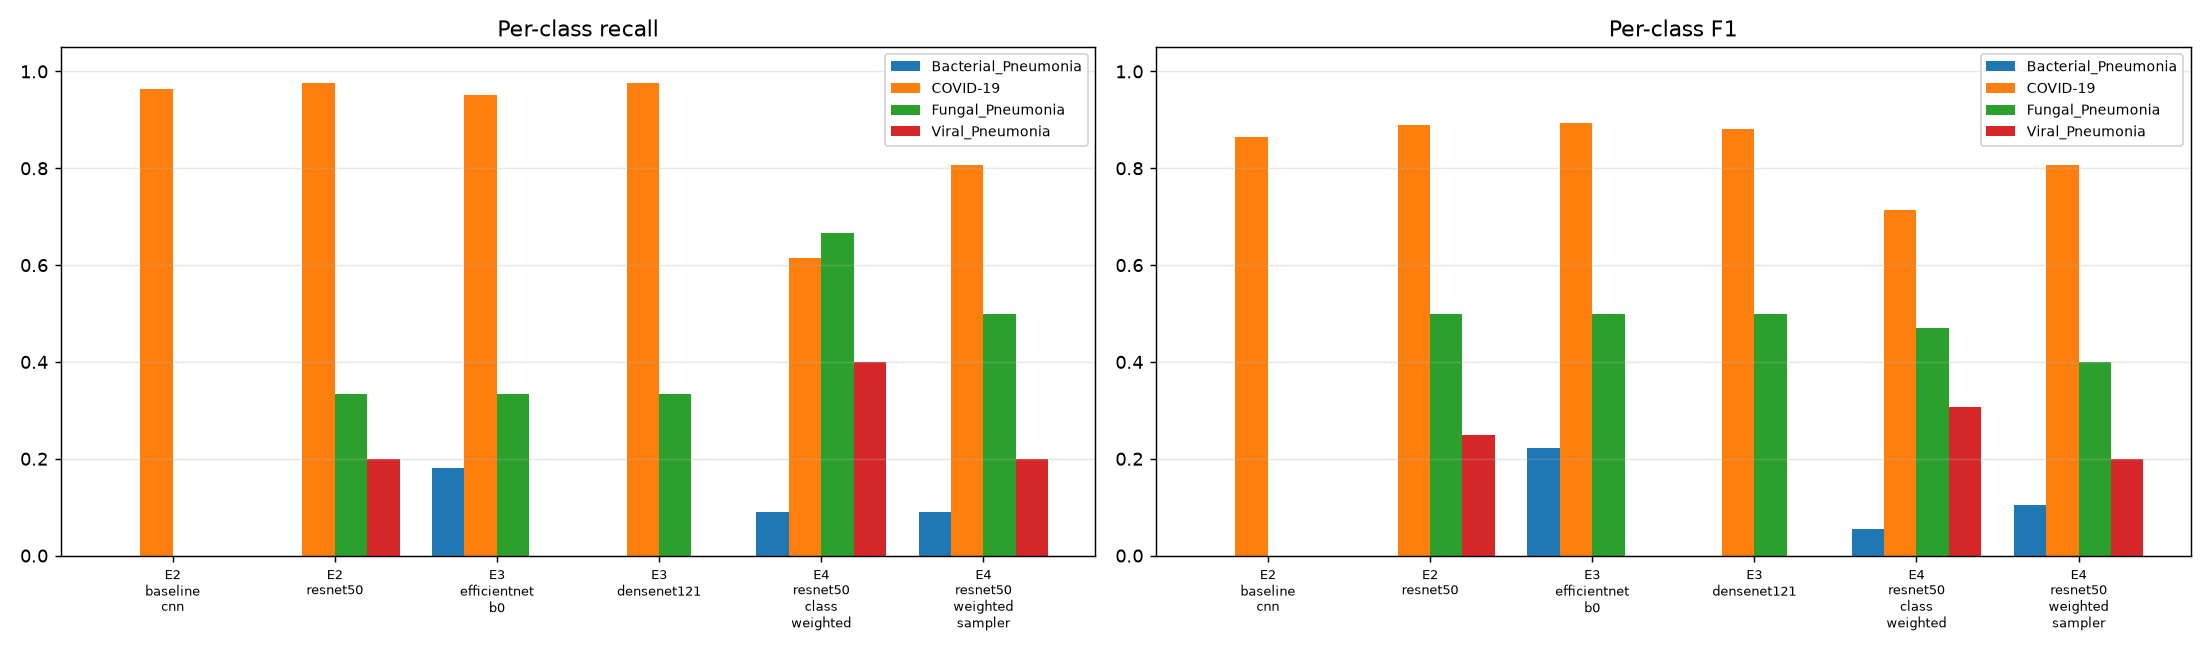 Per-class recall
1.0
0.8
0.6
0.4
0.2
0.0
Bacterial_Pneumonia
COVID-19
Fungal_Pneumonia
Viral_Pneumonia
E2
baseline
cnn
E2
resnet50
E3
efficientnet
b0
E3
densenet121
E4
resnet50
class
weighted
E4
resnet50
weighted
sampler
Per-class F1
1.0
0.8
0.6
0.4
0.2
0.0
Bacterial_Pneumonia
COVID-19
Fungal_Pneumonia
Viral_Pneumonia
E2
baseline
cnn
E2
resnet50
E3
efficientnet
b0
E3
densenet121
E4
resnet50
class
weighted
E4
resnet50
weighted
sampler